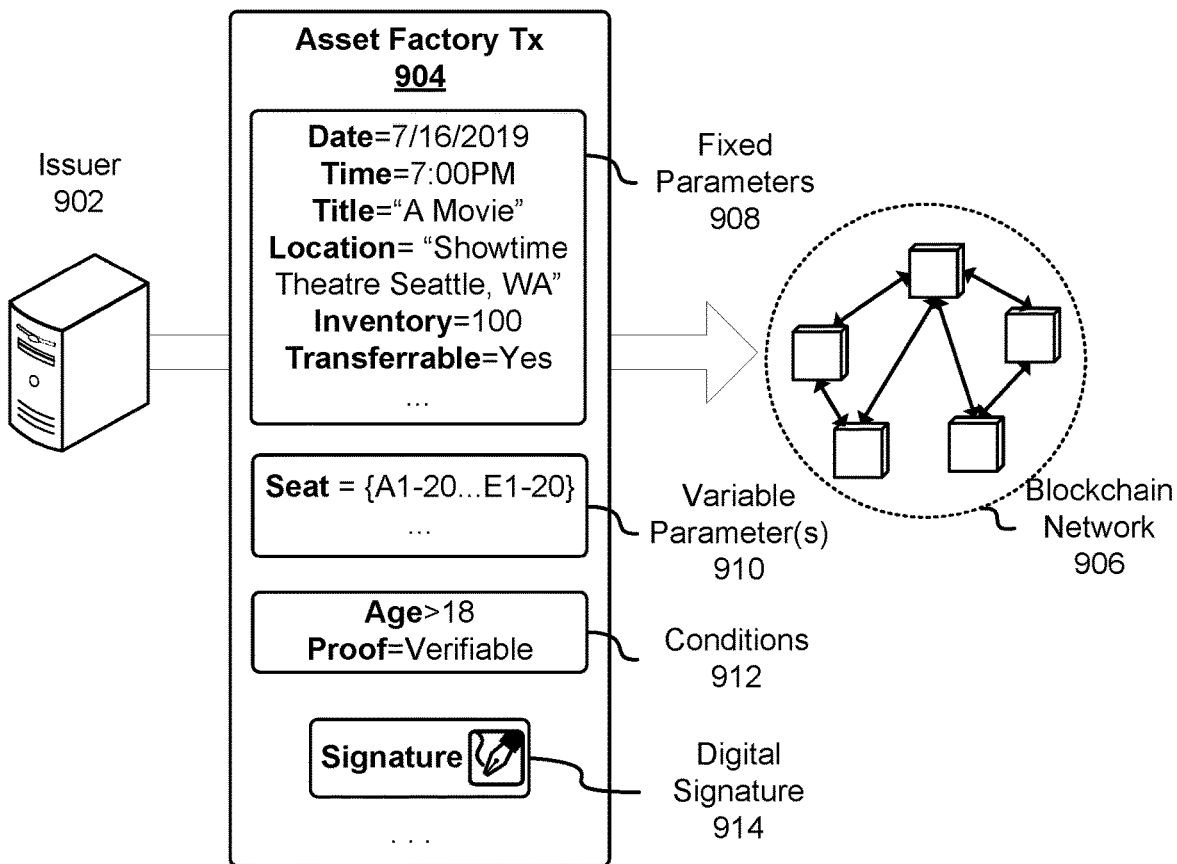 Issuer
902
Asset Factory Tx
904
Date=7/16/2019
Time=7:00PM
Title=“A Movie”
Location= “Showtime
Theatre Seattle, WA”
Inventory=100
Transferrable=Yes
...
Fixed
Parameters
908
Seat = {A1-20...E1-20}
...
Variable
Parameter(s)
910
Blockchain
Network
906
Age>18
Proof=Verifiable
Conditions
912
Signature
Digital
Signature
914
. . .